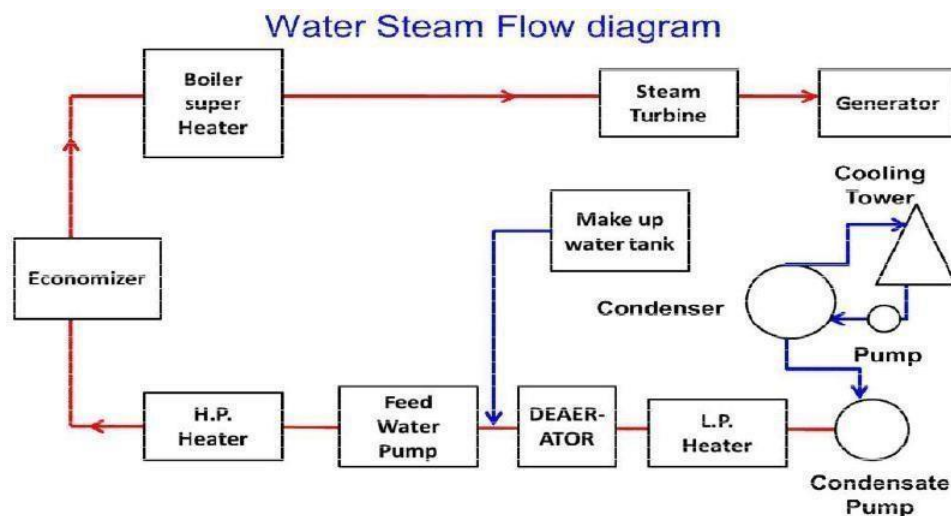 Water Steam Flow diagram
Boiler
super
Heater
Steam
Turbine
Generator
Cooling
Tower
Make up
water tank
Economizer
Condenser
Pump
H.P.
Heater
Feed
Water
Pump
DEAER-
ATOR
L.P.
Heater
Condensate
Pump